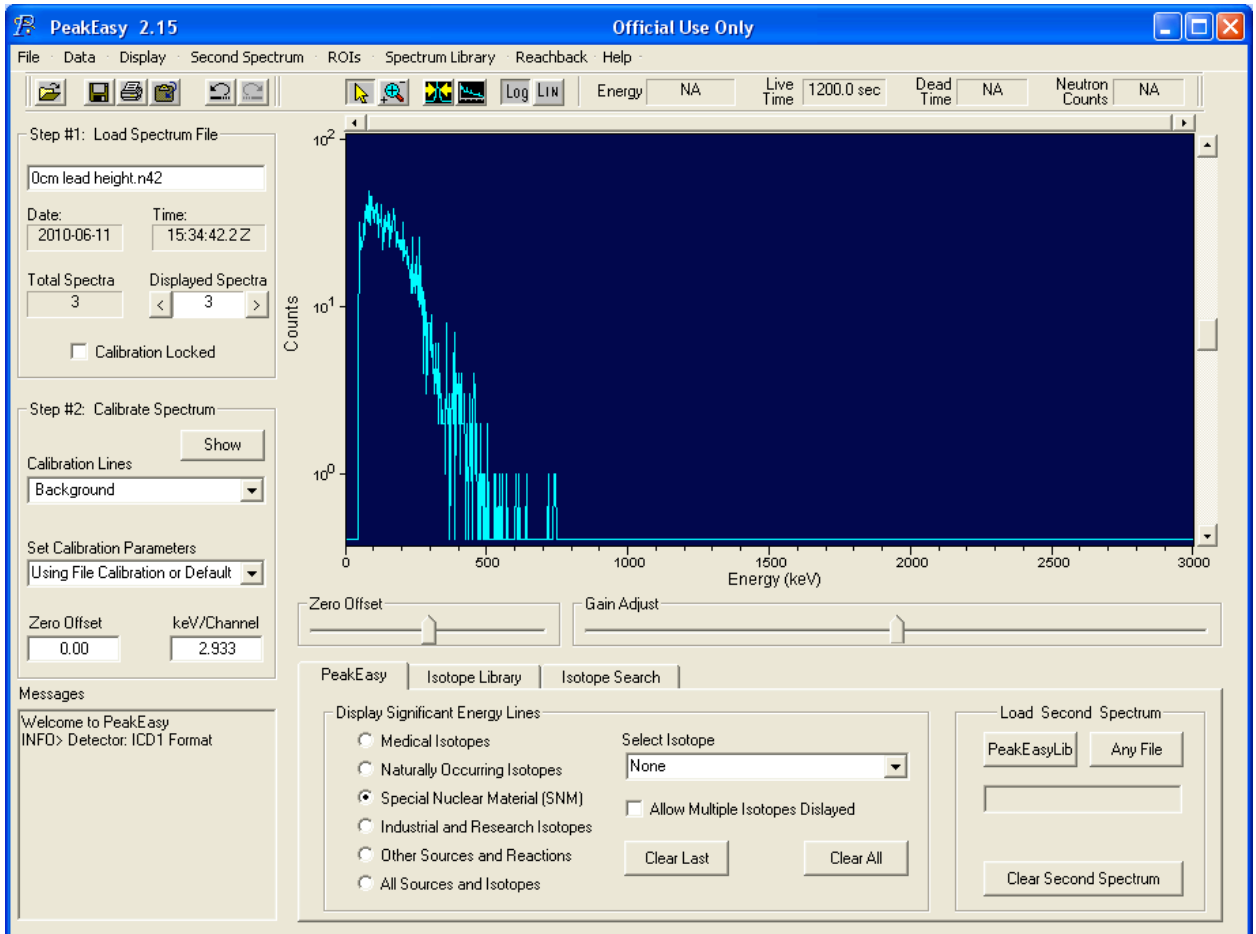 PeakEasy 2.15 Official Use Only
File Data Display Second Spectrum ROIs Spectrum Library Reachback Help
Log LIN Energy NA Live Time 1200.0 sec Dead Time NA Neutron Counts NA
Step #1: Load Spectrum File
0cm lead height.n42
Date: Time:
2010-06-11 15:34:42.2 Z
Total Spectra Displayed Spectra
3 < 3 >
Calibration Locked
Step #2: Calibrate Spectrum
Show
Calibration Lines
Background
Set Calibration Parameters
Using File Calibration or Default
Zero Offset keV/Channel
0.00 2.933
Messages
Welcome to PeakEasy
INFO> Detector: ICD1 Format
10²
10¹
10⁰
Counts
0 500 1000 1500 2000 2500 3000
Energy (keV)
Zero Offset Gain Adjust
PeakEasy Isotope Library Isotope Search
Display Significant Energy Lines
Medical Isotopes
Naturally Occurring Isotopes
Special Nuclear Material (SNM)
Industrial and Research Isotopes
Other Sources and Reactions
All Sources and Isotopes
Select Isotope
None
Allow Multiple Isotopes Dislayed
Clear Last Clear All
Load Second Spectrum
PeakEasyLib Any File
Clear Second Spectrum